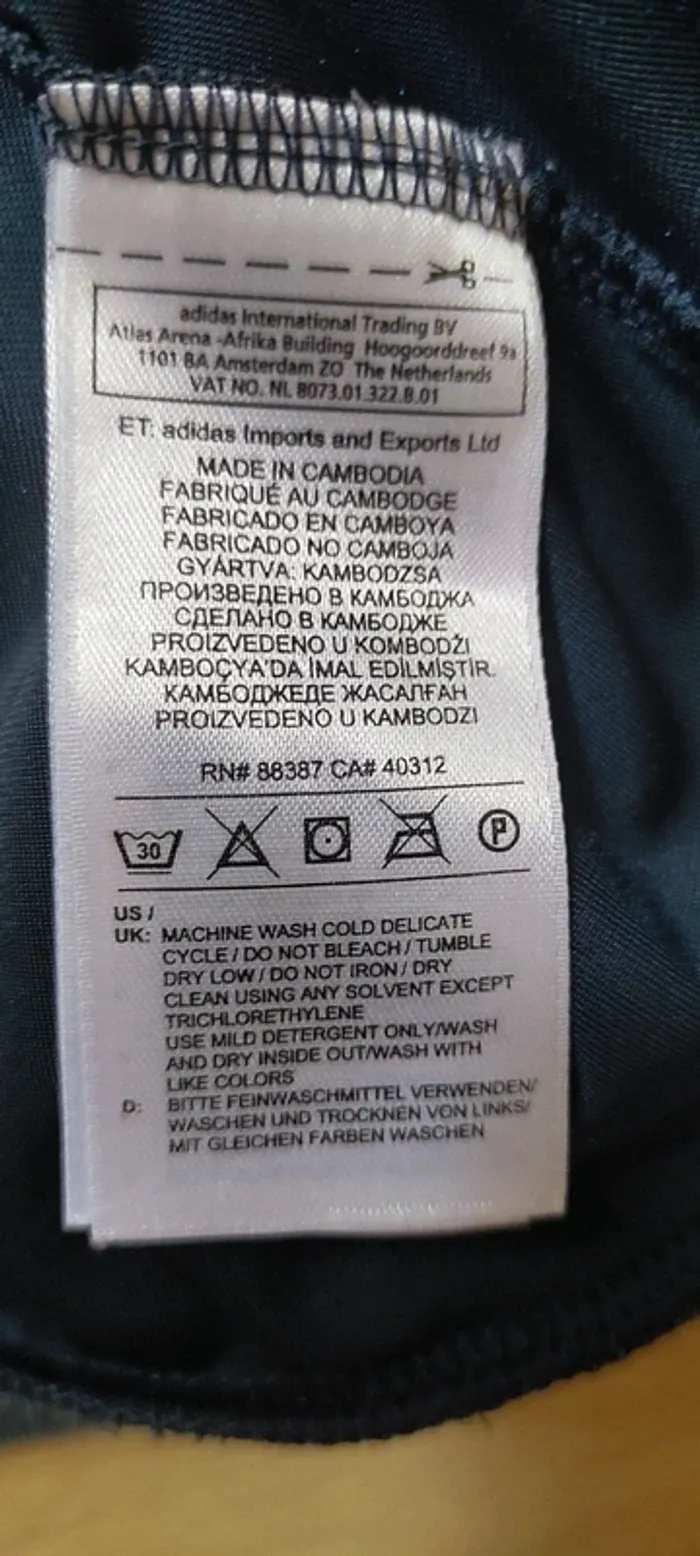 adidas International Trading BV
Atlas Arena -Afrika Building Hoogoorddreef 9a
1101 BA Amsterdam ZO The Netherlands
VAT NO. NL 8073.01.322.B.01
ET: adidas Imports and Exports Ltd
MADE IN CAMBODIA
FABRIQUÉ AU CAMBODGE
FABRICADO EN CAMBOYA
FABRICADO NO CAMBOJA
GYÁRTVA: KAMBODZSA
ПРОИЗВЕДЕНО В КАМБОДЖА
СДЕЛАНО В КАМБОДЖЕ
PROIZVEDENO U KOMBODŽI
KAMBOÇYA'DA İMAL EDİLMİŞTİR.
КАМБОДЖЕДЕ ЖАСАЛҒАН
PROIZVEDENO U KAMBODZI
RN# 88387 CA# 40312
30 P
US /
UK: MACHINE WASH COLD DELICATE
CYCLE / DO NOT BLEACH / TUMBLE
DRY LOW / DO NOT IRON / DRY
CLEAN USING ANY SOLVENT EXCEPT
TRICHLORETHYLENE
USE MILD DETERGENT ONLY/WASH
AND DRY INSIDE OUT/WASH WITH
LIKE COLORS
D: BITTE FEINWASCHMITTEL VERWENDEN/
WASCHEN UND TROCKNEN VON LINKS/
MIT GLEICHEN FARBEN WASCHEN